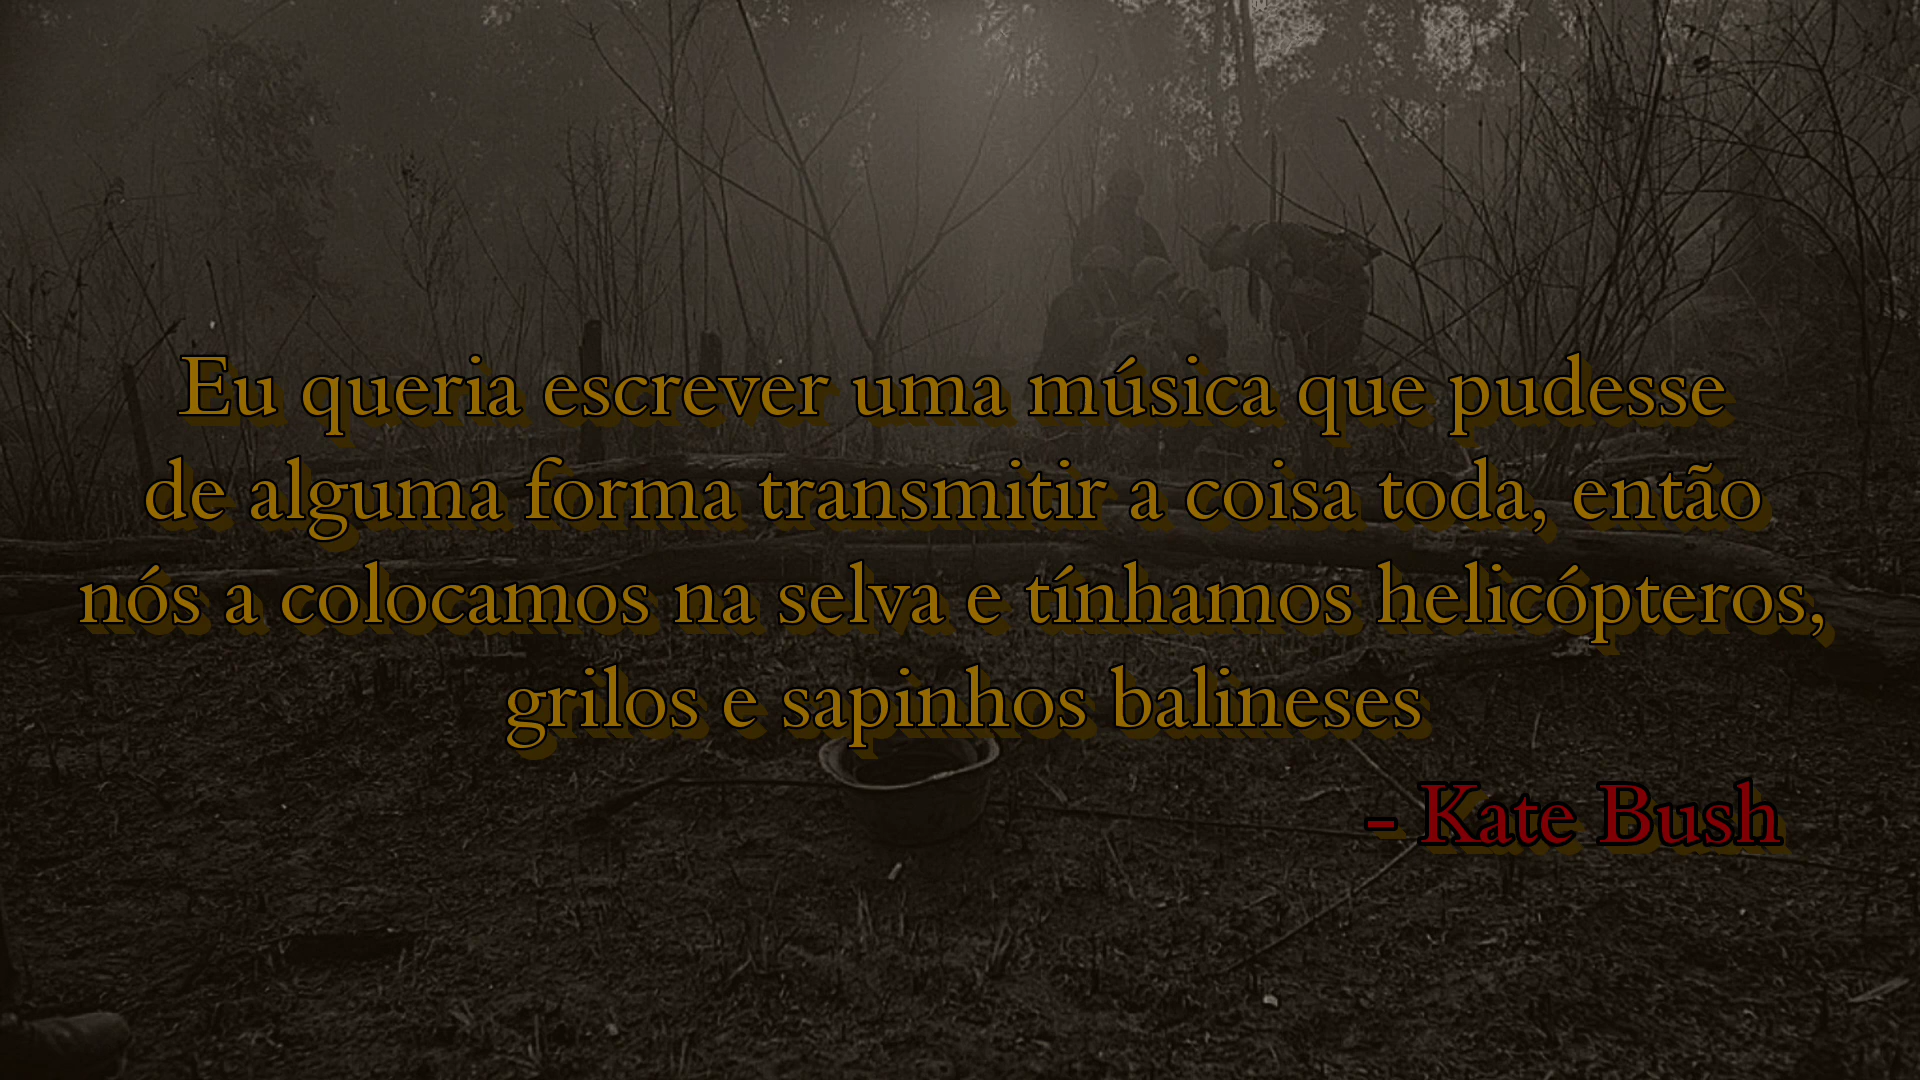 Eu queria escrever uma música que pudesse
de alguma forma transmitir a coisa toda, então
nós a colocamos na selva e tínhamos helicópteros,
grilos e sapinhos balineses
- Kate Bush